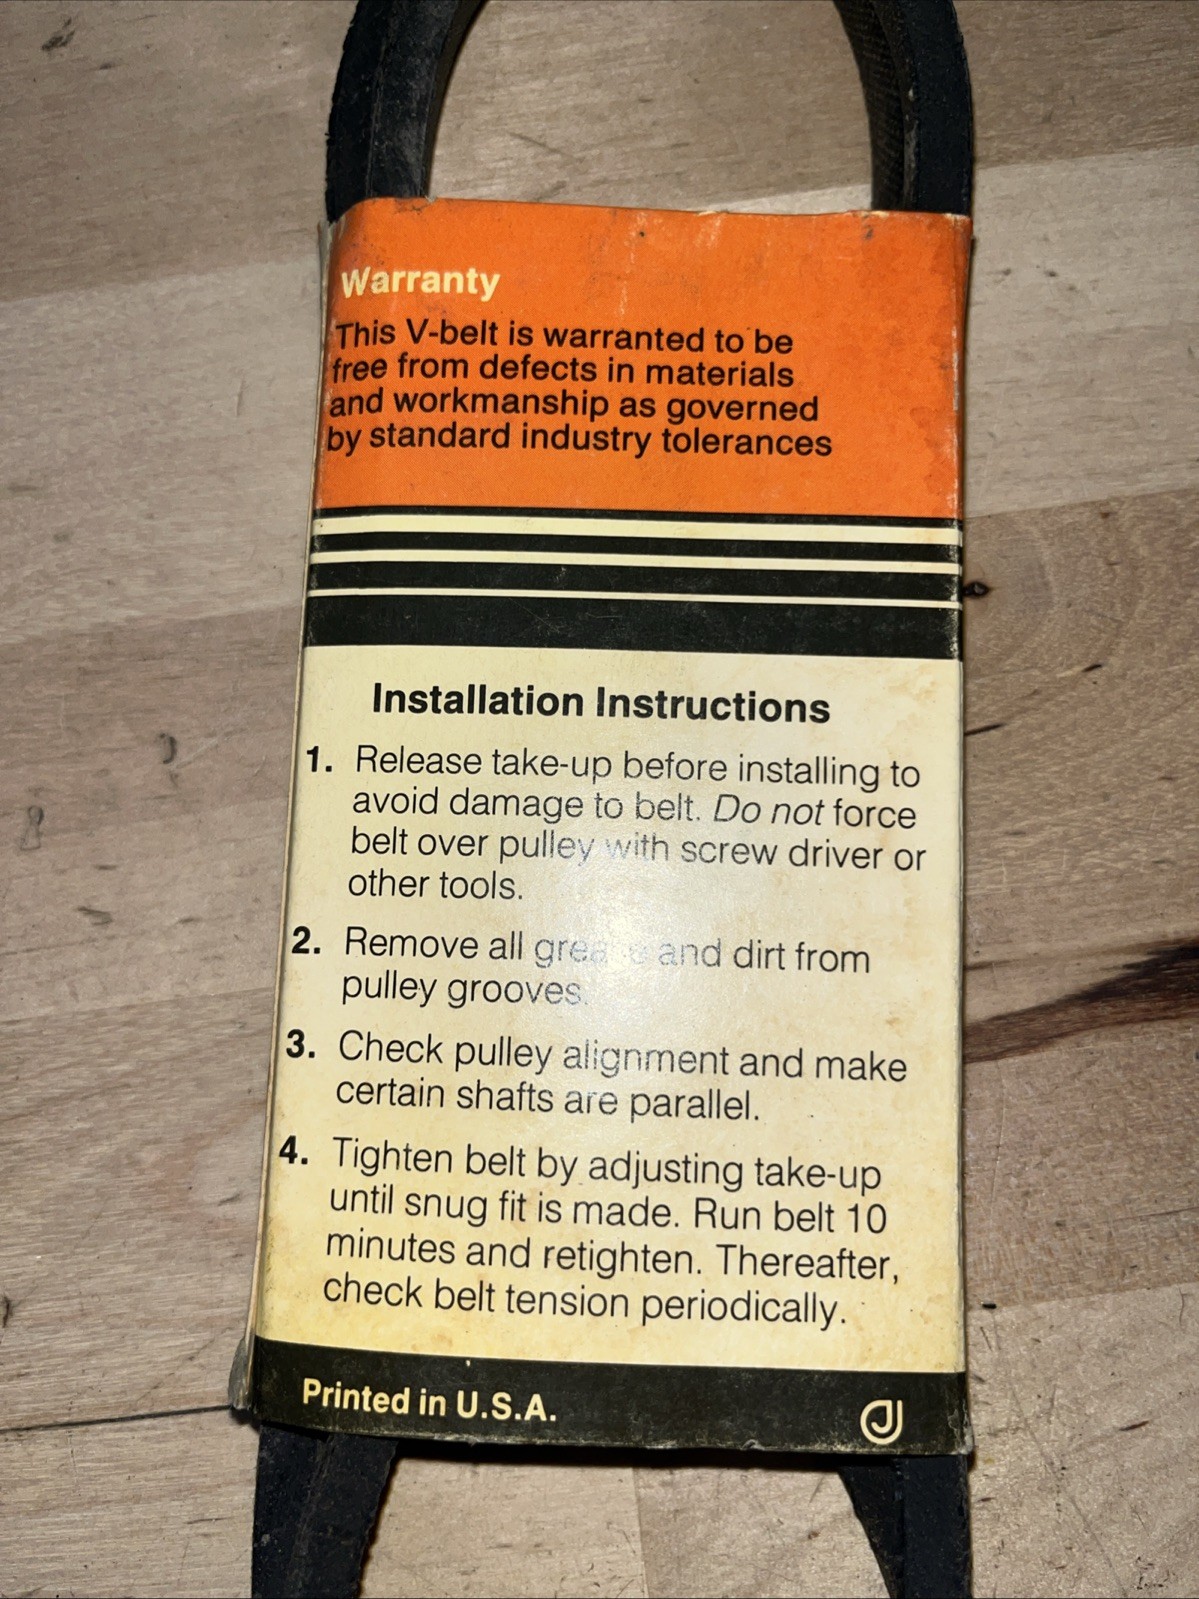 Warranty
This V-belt is warranted to be
free from defects in materials
and workmanship as governed
by standard industry tolerances
Installation Instructions
1. Release take-up before installing to
avoid damage to belt. Do not force
belt over pulley with screw driver or
other tools.
2. Remove all grease and dirt from
pulley grooves.
3. Check pulley alignment and make
certain shafts are parallel.
4. Tighten belt by adjusting take-up
until snug fit is made. Run belt 10
minutes and retighten. Thereafter,
check belt tension periodically.
Printed in U.S.A.